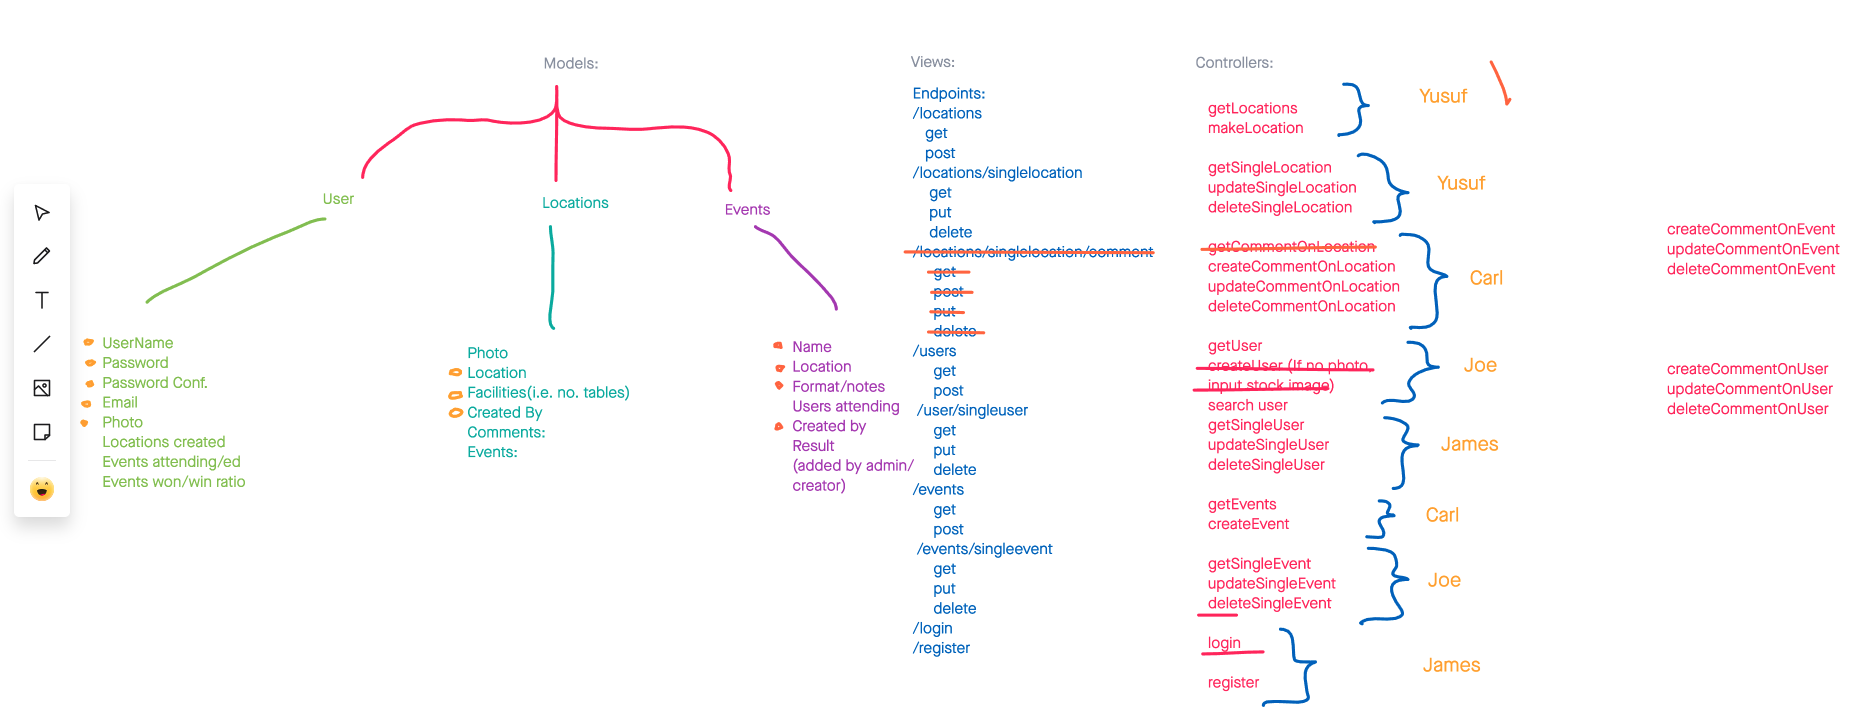 Models:
User
Locations
Events
UserName
Password
Password Conf.
Email
Photo
Locations created
Events attending/ed
Events won/win ratio
Photo
Location
Facilities(i.e. no. tables)
Created By
Comments:
Events:
Name
Location
Format/notes
Users attending
Created by
Result
(added by admin/
creator)
Views:
Endpoints:
/locations
get
post
/locations/singlelocation
get
put
delete
/locations/singlelocation/comment
get
post
put
delete
/users
get
post
/user/singleuser
get
put
delete
/events
get
post
/events/singleevent
get
put
delete
/login
/register
Controllers:
getLocations
makeLocation
Yusuf
getSingleLocation
updateSingleLocation
deleteSingleLocation
Yusuf
getCommentOnLocation
createCommentOnLocation
updateCommentOnLocation
deleteCommentOnLocation
Carl
getUser
createUser (If no photo,
input stock image)
search user
Joe
getSingleUser
updateSingleUser
deleteSingleUser
James
getEvents
createEvent
Carl
getSingleEvent
updateSingleEvent
deleteSingleEvent
Joe
login
register
James
createCommentOnEvent
updateCommentOnEvent
deleteCommentOnEvent
createCommentOnUser
updateCommentOnUser
deleteCommentOnUser
T